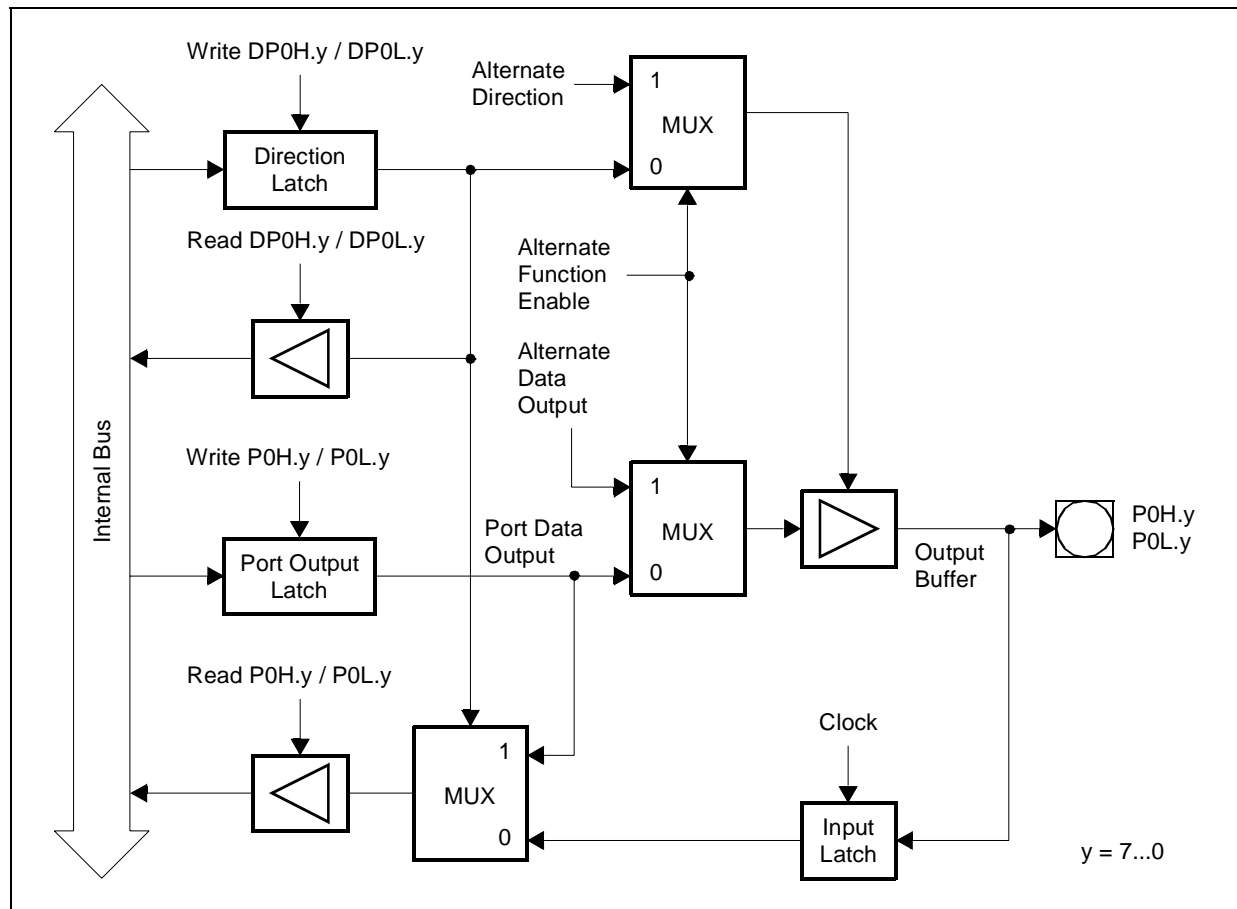 Write DP0H.y / DP0L.y
Alternate
Direction
1
MUX
0
Direction
Latch
Read DP0H.y / DP0L.y
Alternate
Function
Enable
Alternate
Data
Output
Internal Bus
Write P0H.y / P0L.y
1
MUX
0
Port Data
Output
Port Output
Latch
Output
Buffer
P0H.y
P0L.y
Read P0H.y / P0L.y
1
MUX
0
Clock
Input
Latch
y = 7...0